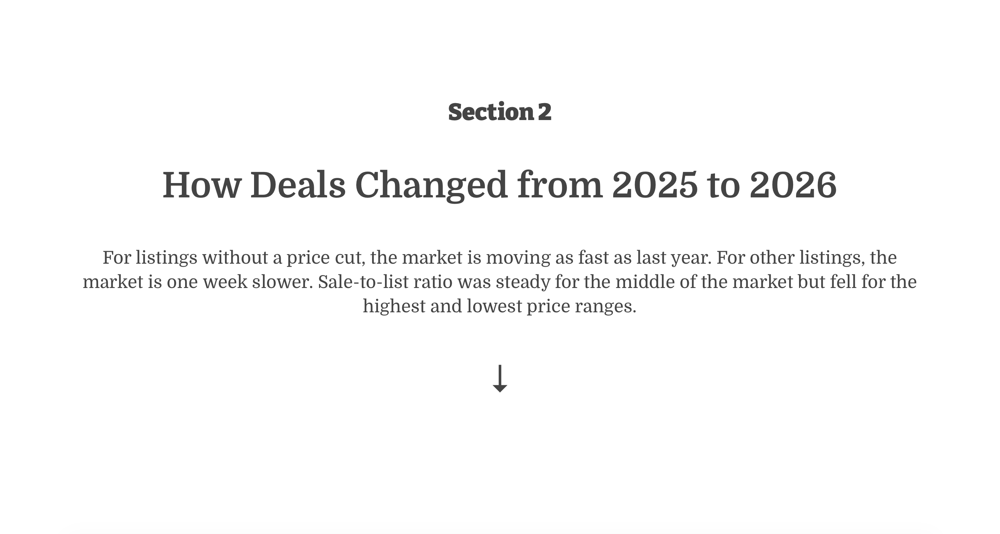 Section 2
How Deals Changed from 2025 to 2026
For listings without a price cut, the market is moving as fast as last year. For other listings, the
market is one week slower. Sale-to-list ratio was steady for the middle of the market but fell for the
highest and lowest price ranges.